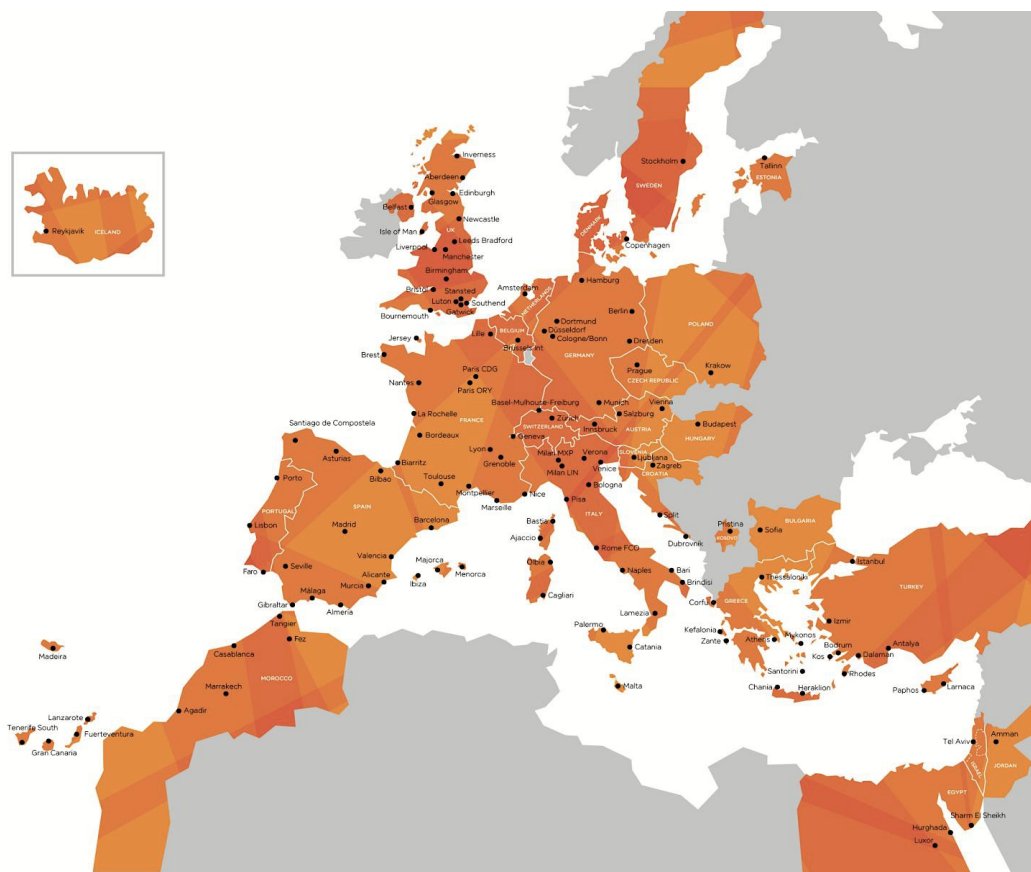 Inverness
Aberdeen
Stockholm
Tallinn
ESTONIA
SWEDEN
Edinburgh
Glasgow
Belfast
Newcastle
DENMARK
Reykjavik
ICELAND
Isle of Man
UK
Leeds Bradford
Copenhagen
Liverpool
Manchester
Birmingham
Hamburg
Bristol
Stansted
Amsterdam
NETHERLANDS
Luton
Southend
Gatwick
Berlin
Bournemouth
Dortmund
POLAND
Jersey
Lille
BELGIUM
Düsseldorf
Cologne/Bonn
Brussels Int
Dresden
Brest
GERMANY
Prague
Paris CDG
Krakow
Nantes
Paris ORY
CZECH REPUBLIC
Basel-Mulhouse-Freiburg
Munich
Vienna
La Rochelle
Zürich
Salzburg
FRANCE
Santiago de Compostela
SWITZERLAND
Innsbruck
AUSTRIA
Budapest
Bordeaux
Geneva
HUNGARY
Asturias
Lyon
Verona
SLOVENIA
Milan MXP
Ljubljana
Grenoble
Biarritz
Milan LIN
Venice
Zagreb
CROATIA
Bilbao
Porto
Toulouse
Montpellier
Nice
Bologna
Marseille
Pisa
SPAIN
PORTUGAL
ITALY
Split
Lisbon
Madrid
Barcelona
Bastia
Pristina
BULGARIA
Sofia
KOSOVO
Ajaccio
Dubrovnik
Rome FCO
Valencia
Majorca
Olbia
Istanbul
Seville
Faro
Menorca
Naples
Bari
Alicante
Thessaloniki
Ibiza
Brindisi
Murcia
TURKEY
Málaga
Cagliari
Corfu
GREECE
Gibraltar
Almeria
Lamezia
Tangier
Palermo
Izmir
Kefalonia
Fez
Mykonos
Athens
Zante
Casablanca
Catania
Bodrum
Antalya
Madeira
Kos
Dalaman
Santorini
Rhodes
MOROCCO
Malta
Chania
Heraklion
Marrakech
Paphos
Larnaca
Agadir
Lanzarote
Tenerife South
Fuerteventura
Amman
Tel Aviv
Gran Canaria
ISRAEL
JORDAN
EGYPT
Sharm El Sheikh
Hurghada
Luxor